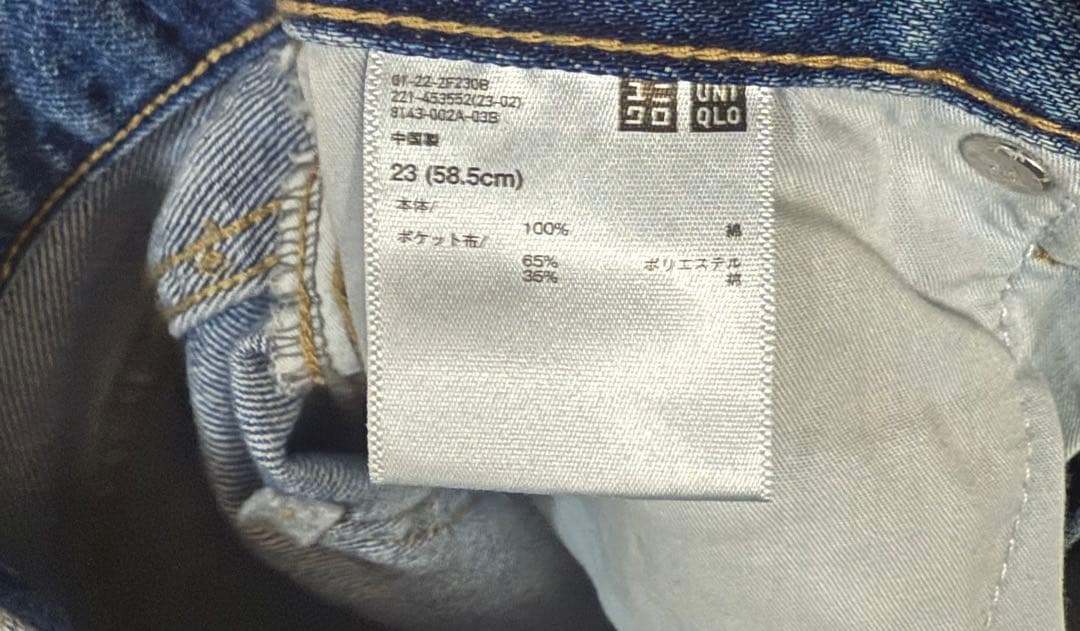 01-22-2F230B
221-453552(23-02)
8143-002A-03B
中国製
ユニ
クロ
UNI
QLO
23 (58.5cm)
本体/
100% 綿
ポケット布/
65% ポリエステル
35% 綿